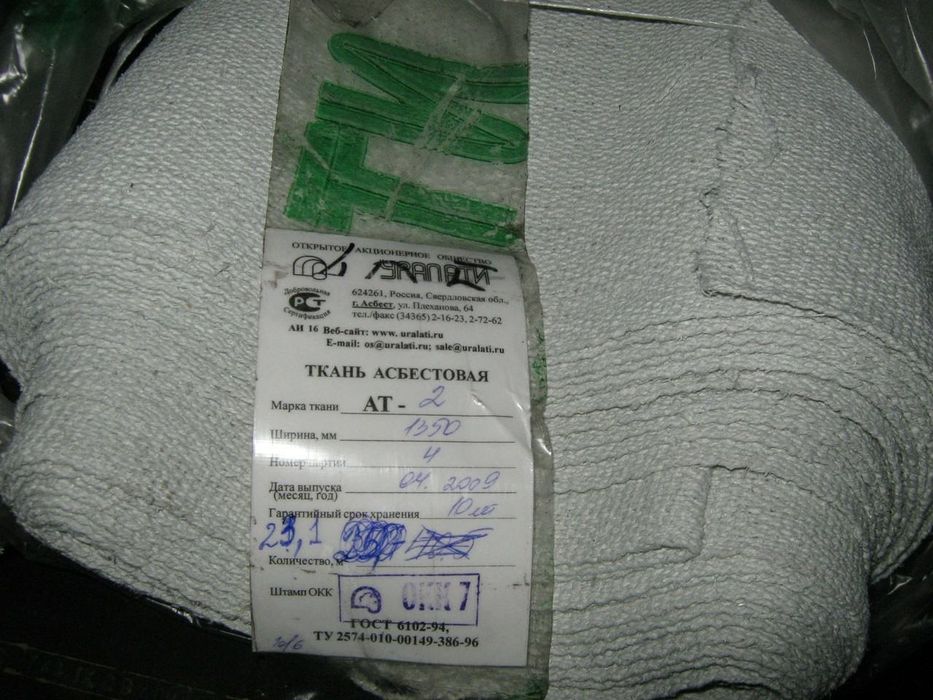 ОТКРЫТОЕ АКЦИОНЕРНОЕ ОБЩЕСТВО
УРАЛАТИ
Добровольная
РСТ
Сертификация
624261, Россия, Свердловская обл.,
г. Асбест, ул. Плеханова, 64
тел./факс (34365) 2-16-23, 2-72-62
АИ 16 Веб-сайт: www. uralati.ru
E-mail: os@uralati.ru; sale@uralati.ru
ТКАНЬ АСБЕСТОВАЯ
Марка ткани АТ - 2
Ширина, мм 1350
Номер партии 4
Дата выпуска 04. 2009
(месяц, год)
Гарантийный срок хранения 10 лет
23,1
Количество, м
Штамп ОКК ОКК 7
ГОСТ 6102-94,
ТУ 2574-010-00149-386-96